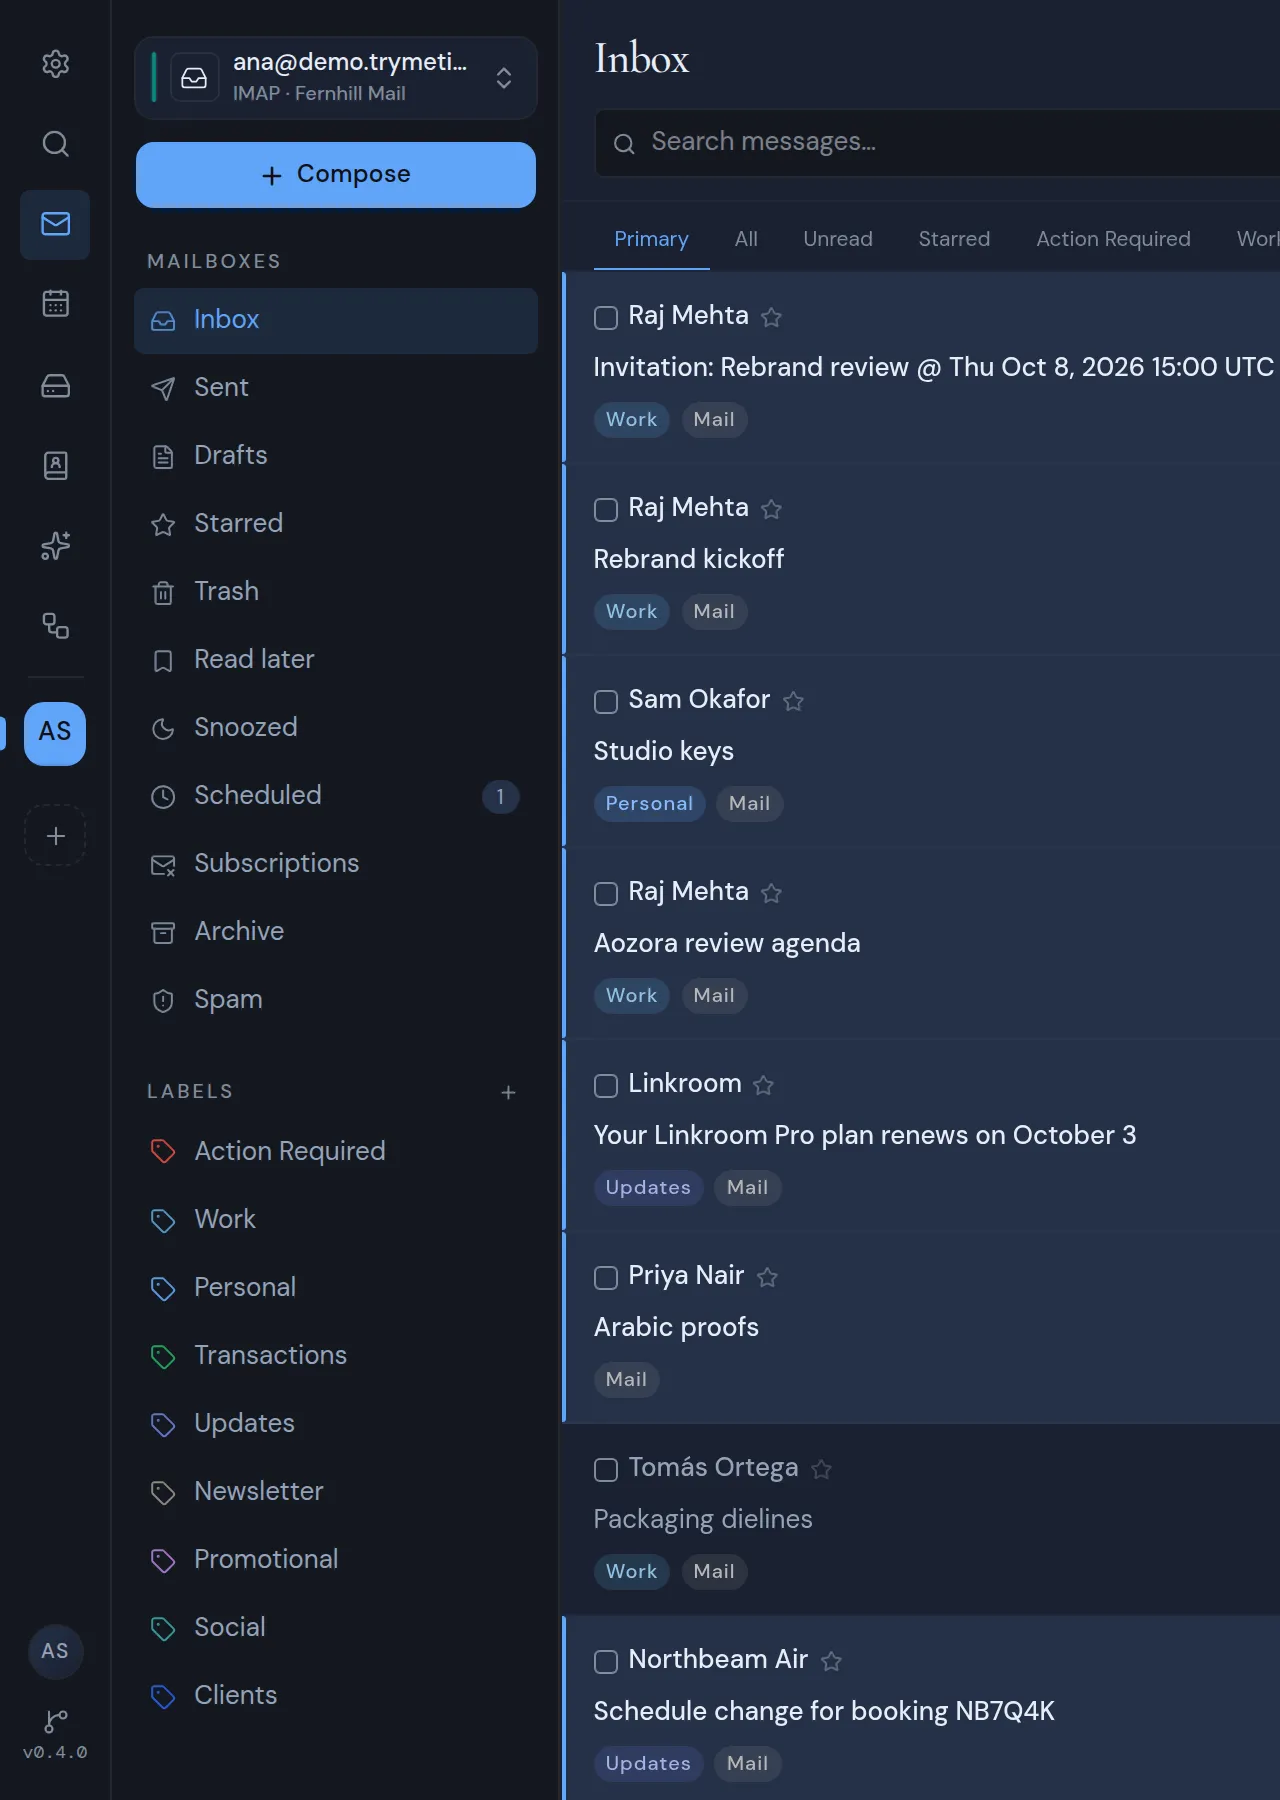 ana@demo.trymeti...
IMAP · Fernhill Mail
Compose
MAILBOXES
Inbox
Sent
Drafts
Starred
Trash
Read later
Snoozed
Scheduled 1
Subscriptions
Archive
Spam
LABELS
Action Required
Work
Personal
Transactions
Updates
Newsletter
Promotional
Social
Clients
AS
AS
v0.4.0
Inbox
Search messages...
Primary All Unread Starred Action Required
Raj Mehta
Invitation: Rebrand review @ Thu Oct 8, 2026 15:00 UTC
Work Mail
Raj Mehta
Rebrand kickoff
Work Mail
Sam Okafor
Studio keys
Personal Mail
Raj Mehta
Aozora review agenda
Work Mail
Linkroom
Your Linkroom Pro plan renews on October 3
Updates Mail
Priya Nair
Arabic proofs
Mail
Tomás Ortega
Packaging dielines
Work Mail
Northbeam Air
Schedule change for booking NB7Q4K
Updates Mail